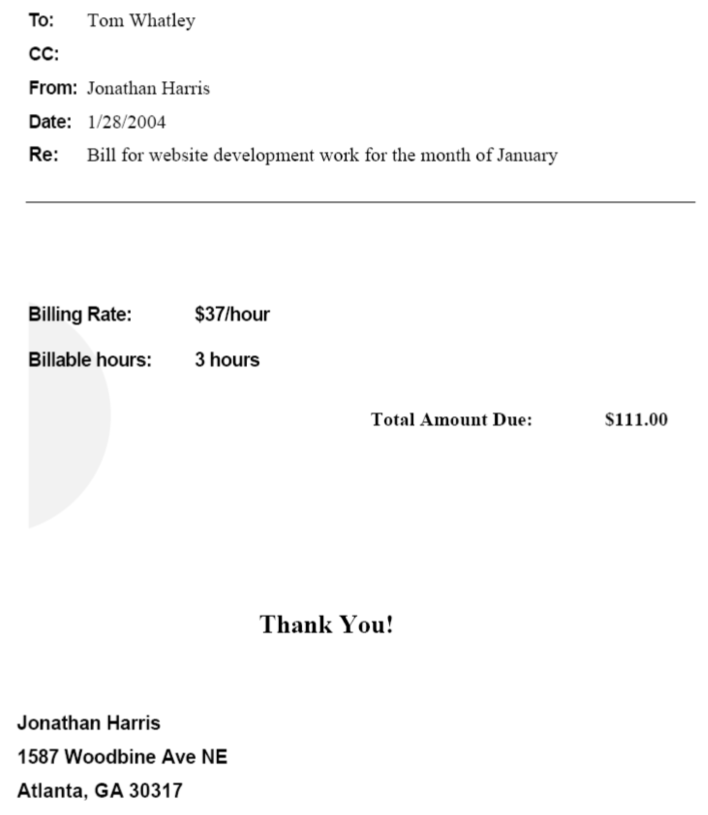 To: Tom Whatley
CC:
From: Jonathan Harris
Date: 1/28/2004
Re: Bill for website development work for the month of January
Billing Rate: $37/hour
Billable hours: 3 hours
Total Amount Due: $111.00
Thank You!
Jonathan Harris
1587 Woodbine Ave NE
Atlanta, GA 30317